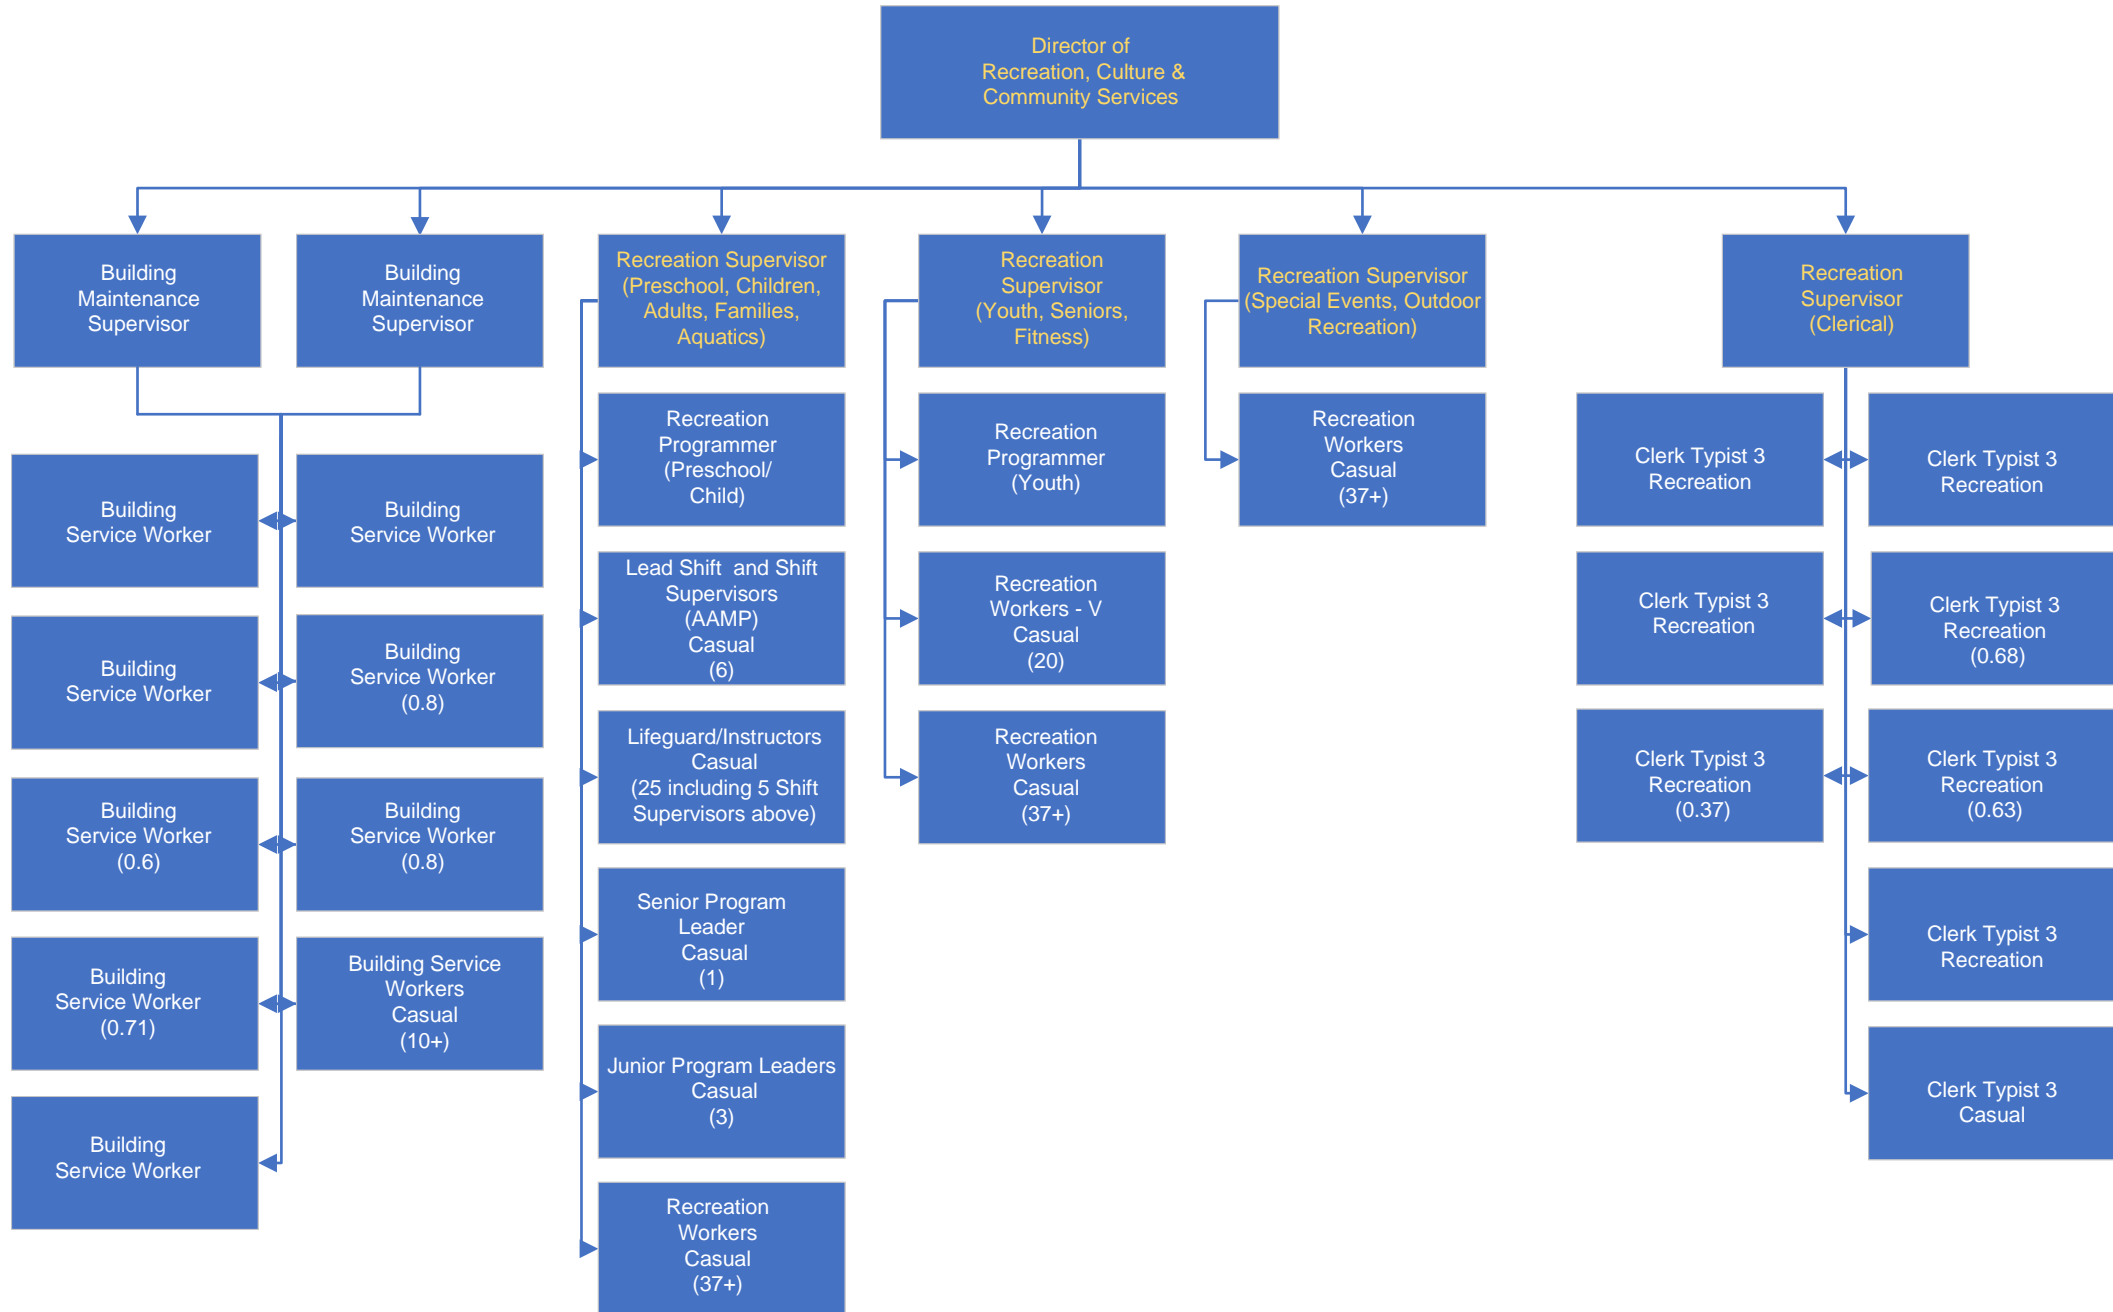 Director of
Recreation, Culture &
Community Services
Building
Maintenance
Supervisor
Building
Maintenance
Supervisor
Recreation Supervisor
(Preschool, Children,
Adults, Families,
Aquatics)
Recreation
Supervisor
(Youth, Seniors,
Fitness)
Recreation Supervisor
(Special Events, Outdoor
Recreation)
Recreation
Supervisor
(Clerical)
Building
Service Worker
Building
Service Worker
Building
Service Worker
Building
Service Worker
(0.8)
Building
Service Worker
(0.6)
Building
Service Worker
(0.8)
Building
Service Worker
(0.71)
Building Service
Workers
Casual
(10+)
Building
Service Worker
Recreation
Programmer
(Preschool/
Child)
Lead Shift  and Shift
Supervisors
(AAMP)
Casual
(6)
Lifeguard/Instructors
Casual
(25 including 5 Shift
Supervisors above)
Senior Program
Leader
Casual
(1)
Junior Program Leaders
Casual
(3)
Recreation
Workers
Casual
(37+)
Recreation
Programmer
(Youth)
Recreation
Workers - V
Casual
(20)
Recreation
Workers
Casual
(37+)
Recreation
Workers
Casual
(37+)
Clerk Typist 3
Recreation
Clerk Typist 3
Recreation
Clerk Typist 3
Recreation
Clerk Typist 3
Recreation
(0.68)
Clerk Typist 3
Recreation
(0.37)
Clerk Typist 3
Recreation
(0.63)
Clerk Typist 3
Recreation
Clerk Typist 3
Casual